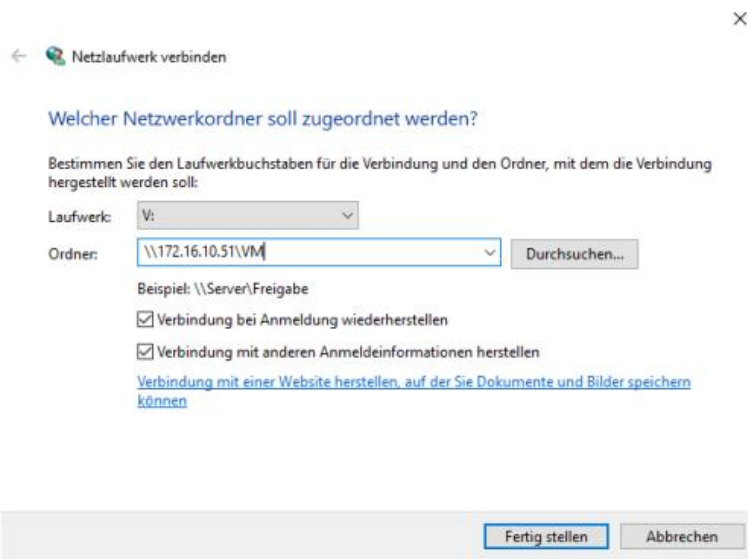 Netzlaufwerk verbinden
Welcher Netzwerkordner soll zugeordnet werden?
Bestimmen Sie den Laufwerkbuchstaben für die Verbindung und den Ordner, mit dem die Verbindung
hergestellt werden soll:
Laufwerk: V:
Ordner: \\172.16.10.51\VM Durchsuchen...
Beispiel: \\Server\Freigabe
Verbindung bei Anmeldung wiederherstellen
Verbindung mit anderen Anmeldeinformationen herstellen
Verbindung mit einer Website herstellen, auf der Sie Dokumente und Bilder speichern
können
Fertig stellen Abbrechen